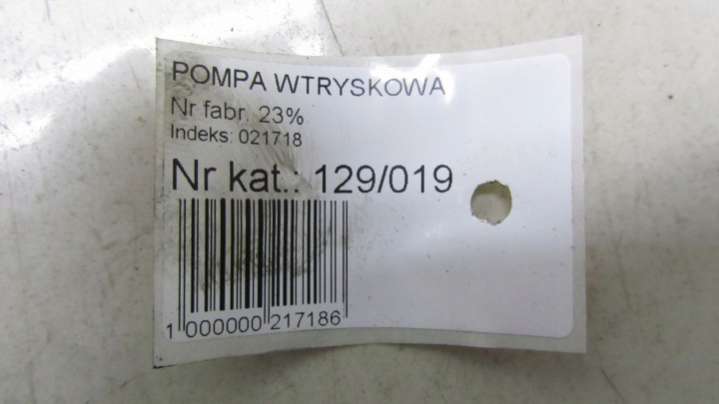 POMPA WTRYSKOWA
Nr fabr. 23%
Indeks: 021718
Nr kat.: 129/019
1 000000 217186